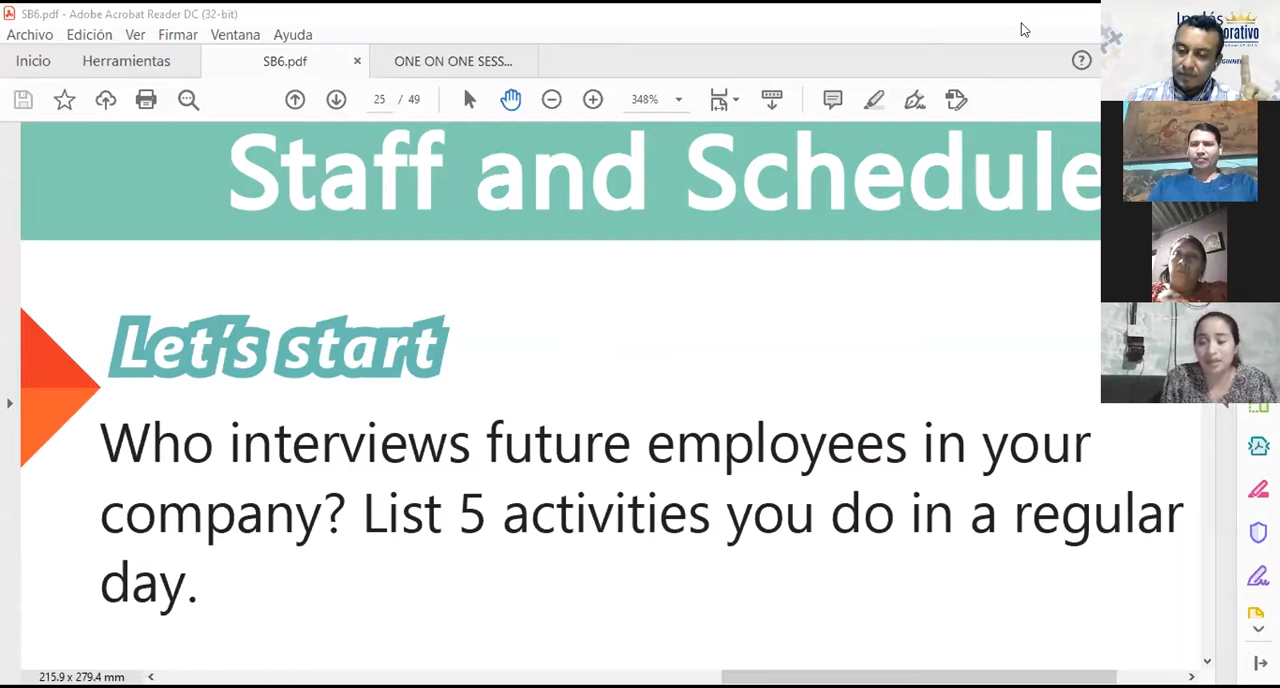 SB6.pdf - Adobe Acrobat Reader DC (32-bit)
Archivo Edición Ver Firmar Ventana Ayuda
Inicio Herramientas SB6.pdf × ONE ON ONE SESS... ?
25 / 49 348%
Staff and Schedule
Let's start
Who interviews future employees in your
company? List 5 activities you do in a regular
day.
215.9 x 279.4 mm